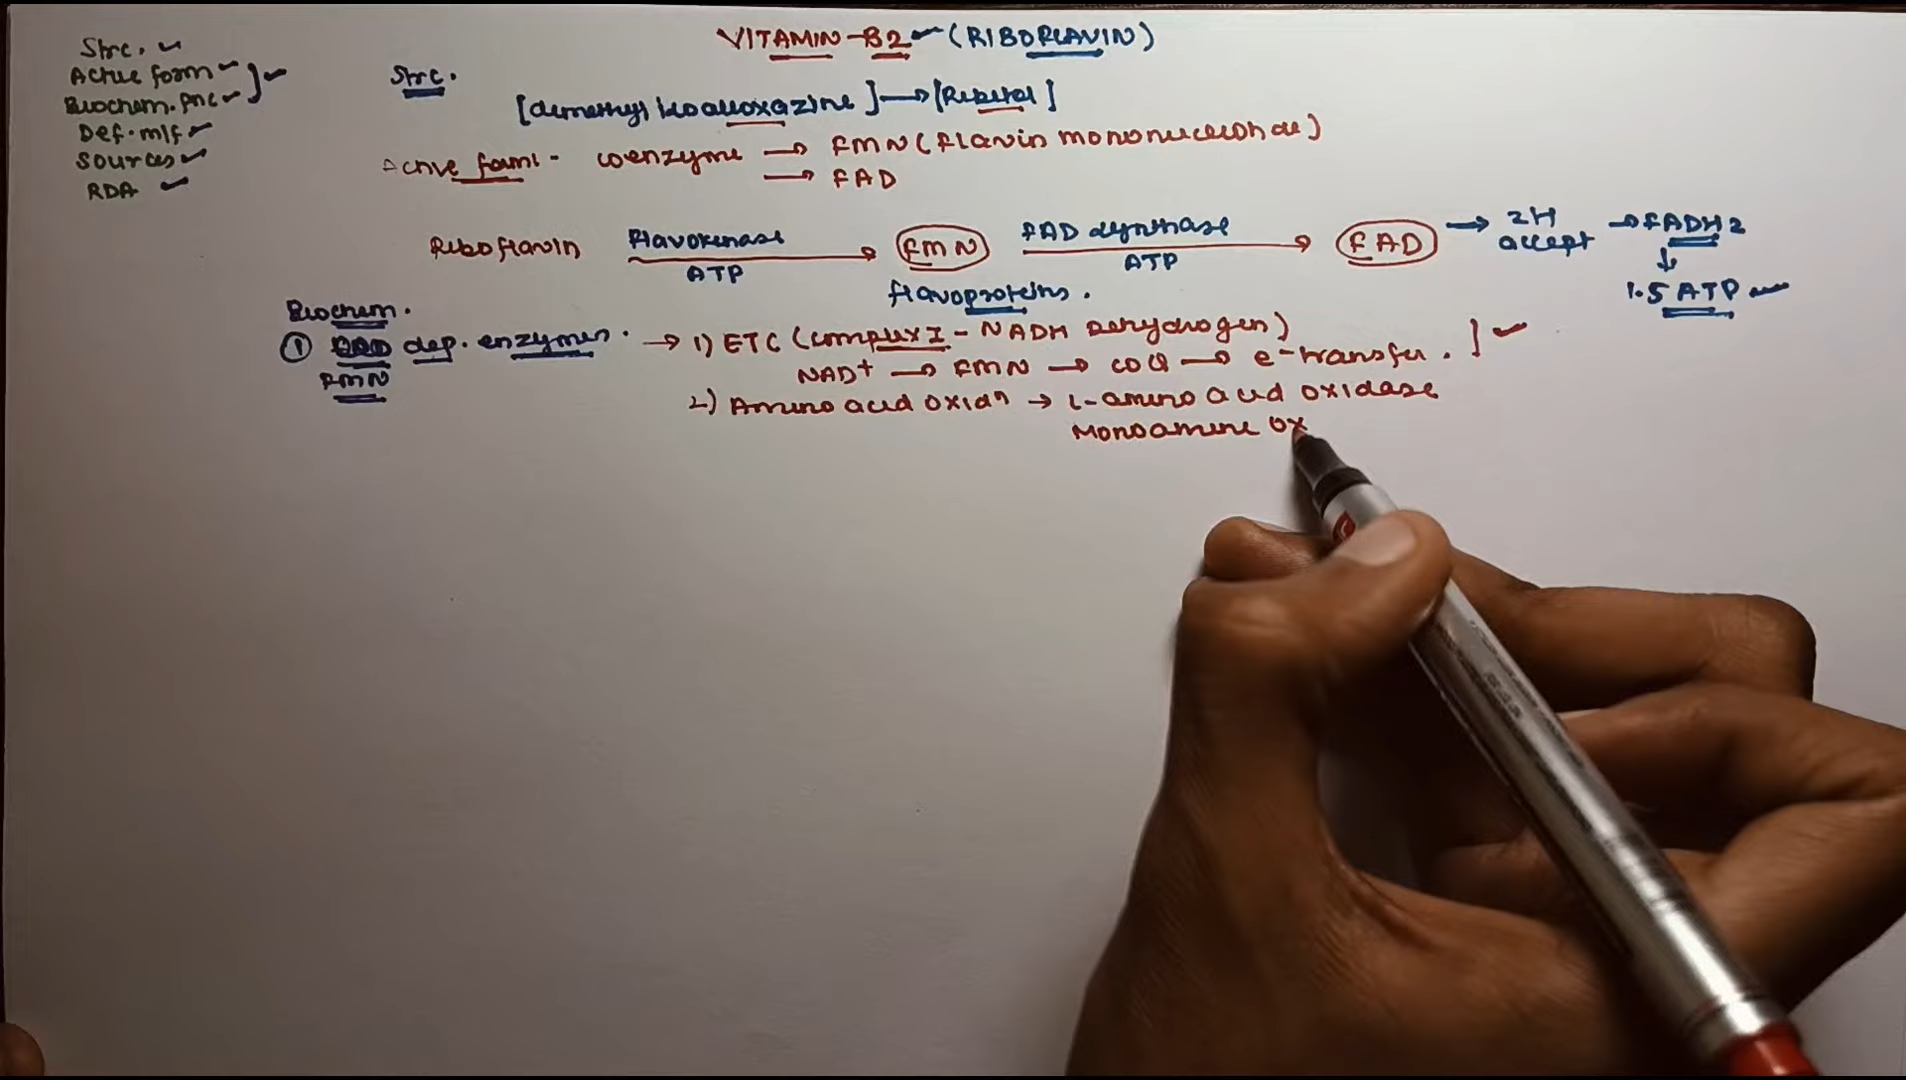 VITAMIN-B2 (RIBOFLAVIN)
Strc.
Active form
Biochem. fnc
Def. m/f
Sources
RDA
Strc.
[dimethyl isoalloxazine] → [Ribitol]
Active form:- coenzyme → FMN (Flavin mononucleotide)
→ FAD
Riboflavin Flavokinase ATP → FMN FAD synthase ATP → FAD → 2H accept → FADH2
↓
1.5 ATP
flavoproteins.
Biochem.
① FMN dep. enzymes. → 1) ETC (complex I - NADH Dehydrogen)
NAD+ → FMN → COQ → e- transfer.
2) Amino acid oxidn → L-amino acid oxidase
Monoamine ox